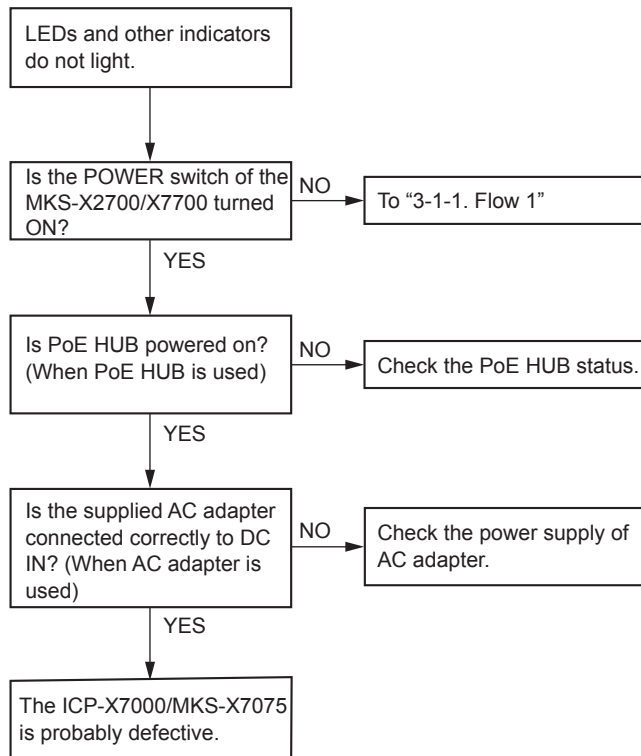 LEDs and other indicators
do not light.
Is the POWER switch of the
MKS-X2700/X7700 turned
ON?
NO
To “3-1-1. Flow 1”
YES
Is PoE HUB powered on?
(When PoE HUB is used)
NO
Check the PoE HUB status.
YES
Is the supplied AC adapter
connected correctly to DC
IN? (When AC adapter is
used)
NO
Check the power supply of
AC adapter.
YES
The ICP-X7000/MKS-X7075
is probably defective.